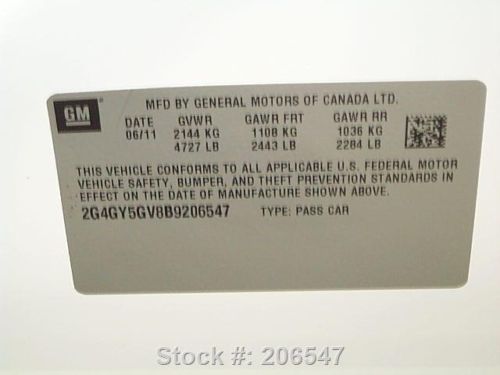 GM
MFD BY GENERAL MOTORS OF CANADA LTD.
DATE GVWR GAWR FRT GAWR RR
06/11 2144 KG 1108 KG 1036 KG
4727 LB 2443 LB 2284 LB
THIS VEHICLE CONFORMS TO ALL APPLICABLE U.S. FEDERAL MOTOR
VEHICLE SAFETY, BUMPER, AND THEFT PREVENTION STANDARDS IN
EFFECT ON THE DATE OF MANUFACTURE SHOWN ABOVE.
2G4GY5GV8B9206547 TYPE: PASS CAR
Stock #: 206547